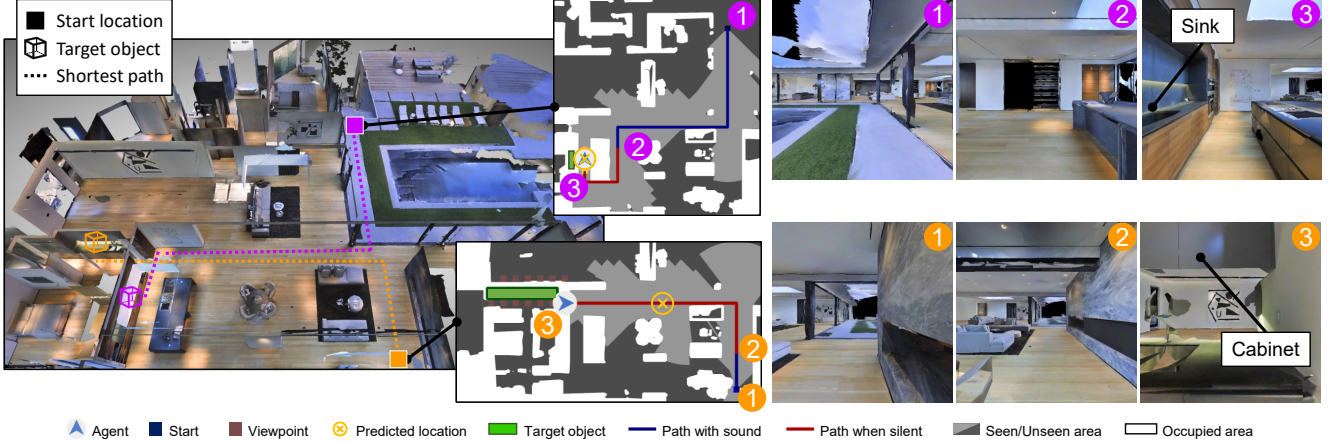 Start location
Target object
Shortest path
1
2
3
1
2
3
Sink
3
2
1
1
2
3
Cabinet
Agent
Start
Viewpoint
Predicted location
Target object
Path with sound
Path when silent
Seen/Unseen area
Occupied area